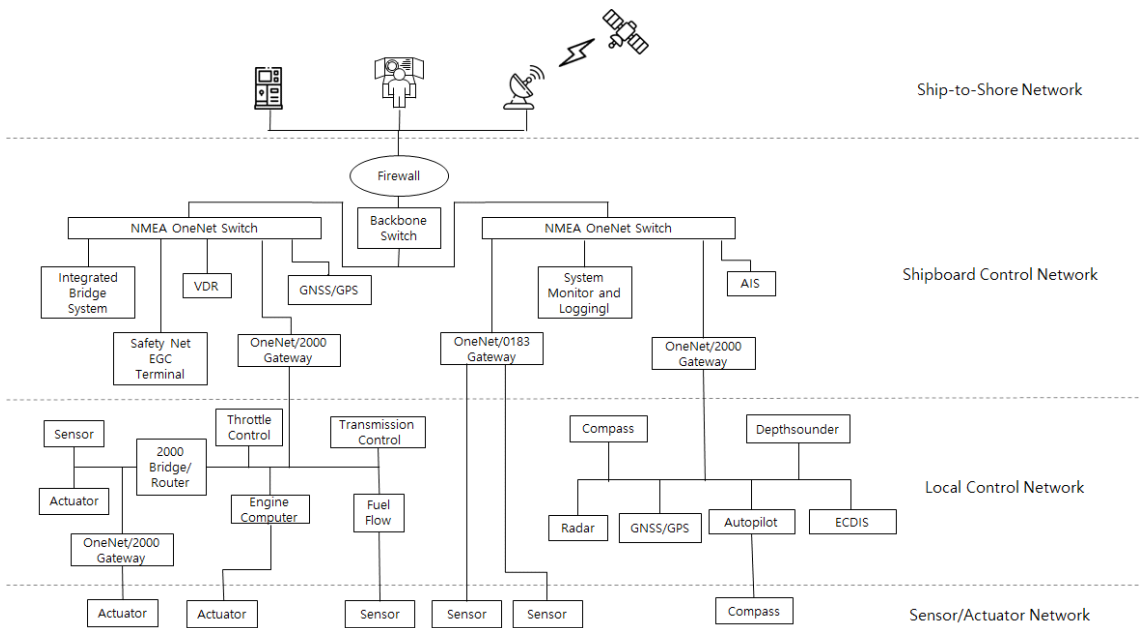 Ship-to-Shore Network
Firewall
Backbone
Switch
NMEA OneNet Switch
NMEA OneNet Switch
Integrated
Bridge
System
VDR
GNSS/GPS
System
Monitor and
Loggingl
AIS
Shipboard Control Network
Safety Net
EGC
Terminal
OneNet/2000
Gateway
OneNet/0183
Gateway
OneNet/2000
Gateway
Sensor
2000
Bridge/
Router
Throttle
Control
Transmission
Control
Compass
Depthsounder
Actuator
Engine
Computer
Fuel
Flow
Radar
GNSS/GPS
Autopilot
ECDIS
Local Control Network
OneNet/2000
Gateway
Actuator
Actuator
Sensor
Sensor
Sensor
Compass
Sensor/Actuator Network